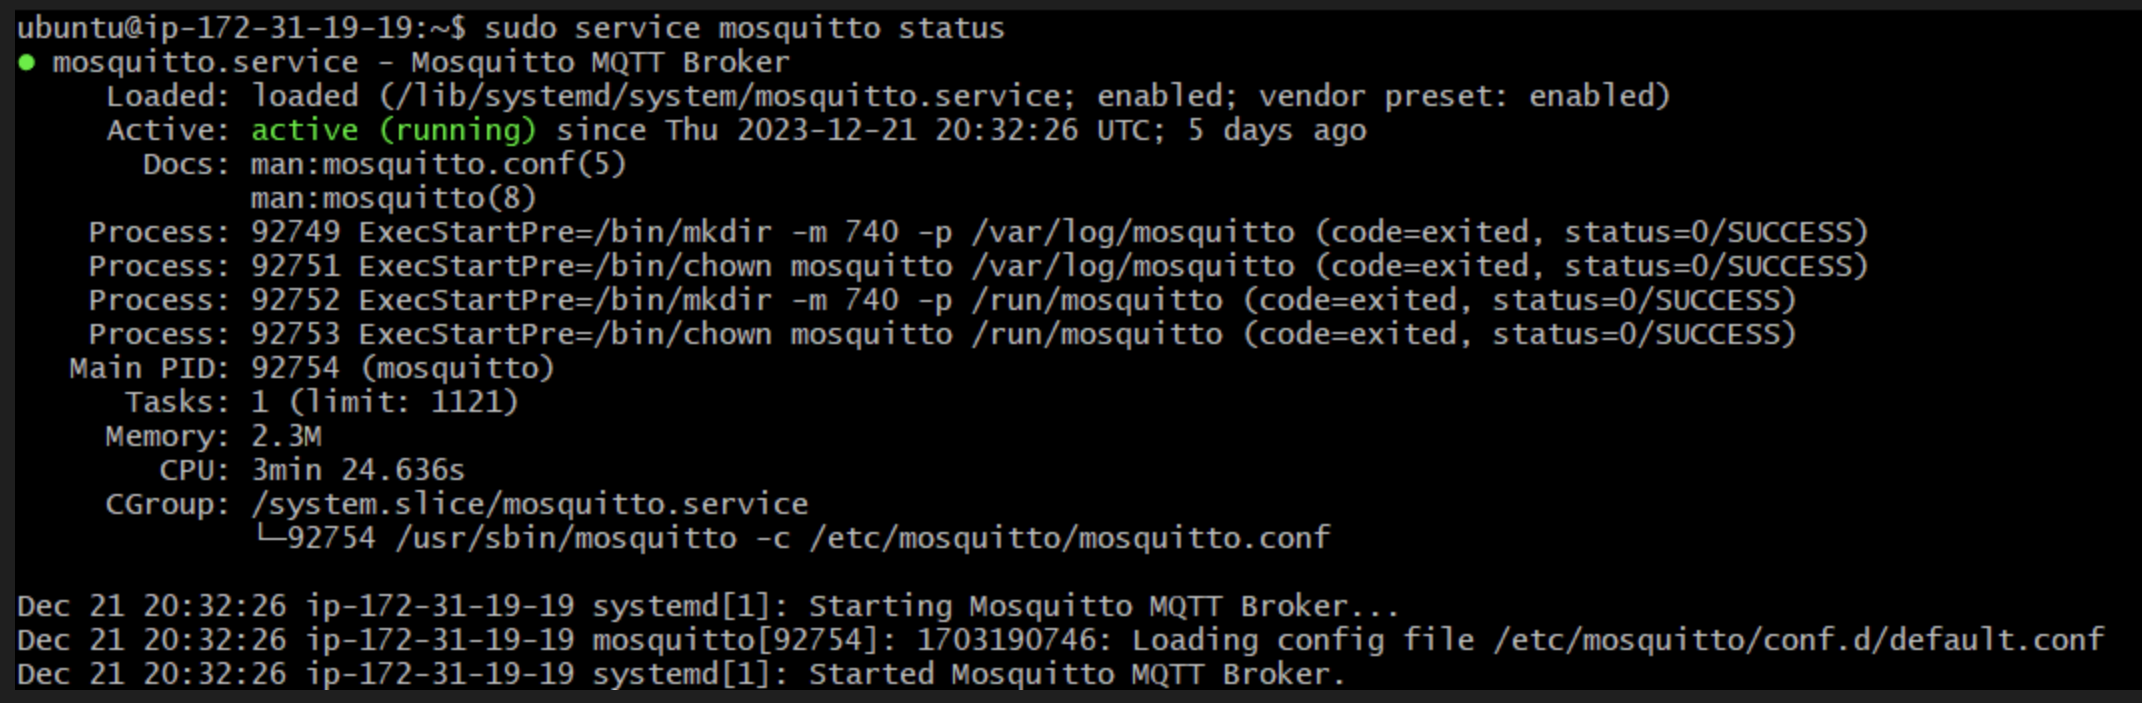 ubuntu@ip-172-31-19-19:~$ sudo service mosquitto status
● mosquitto.service - Mosquitto MQTT Broker
     Loaded: loaded (/lib/systemd/system/mosquitto.service; enabled; vendor preset: enabled)
     Active: active (running) since Thu 2023-12-21 20:32:26 UTC; 5 days ago
       Docs: man:mosquitto.conf(5)
             man:mosquitto(8)
    Process: 92749 ExecStartPre=/bin/mkdir -m 740 -p /var/log/mosquitto (code=exited, status=0/SUCCESS)
    Process: 92751 ExecStartPre=/bin/chown mosquitto /var/log/mosquitto (code=exited, status=0/SUCCESS)
    Process: 92752 ExecStartPre=/bin/mkdir -m 740 -p /run/mosquitto (code=exited, status=0/SUCCESS)
    Process: 92753 ExecStartPre=/bin/chown mosquitto /run/mosquitto (code=exited, status=0/SUCCESS)
   Main PID: 92754 (mosquitto)
      Tasks: 1 (limit: 1121)
     Memory: 2.3M
        CPU: 3min 24.636s
     CGroup: /system.slice/mosquitto.service
             └─92754 /usr/sbin/mosquitto -c /etc/mosquitto/mosquitto.conf

Dec 21 20:32:26 ip-172-31-19-19 systemd[1]: Starting Mosquitto MQTT Broker...
Dec 21 20:32:26 ip-172-31-19-19 mosquitto[92754]: 1703190746: Loading config file /etc/mosquitto/conf.d/default.conf
Dec 21 20:32:26 ip-172-31-19-19 systemd[1]: Started Mosquitto MQTT Broker.